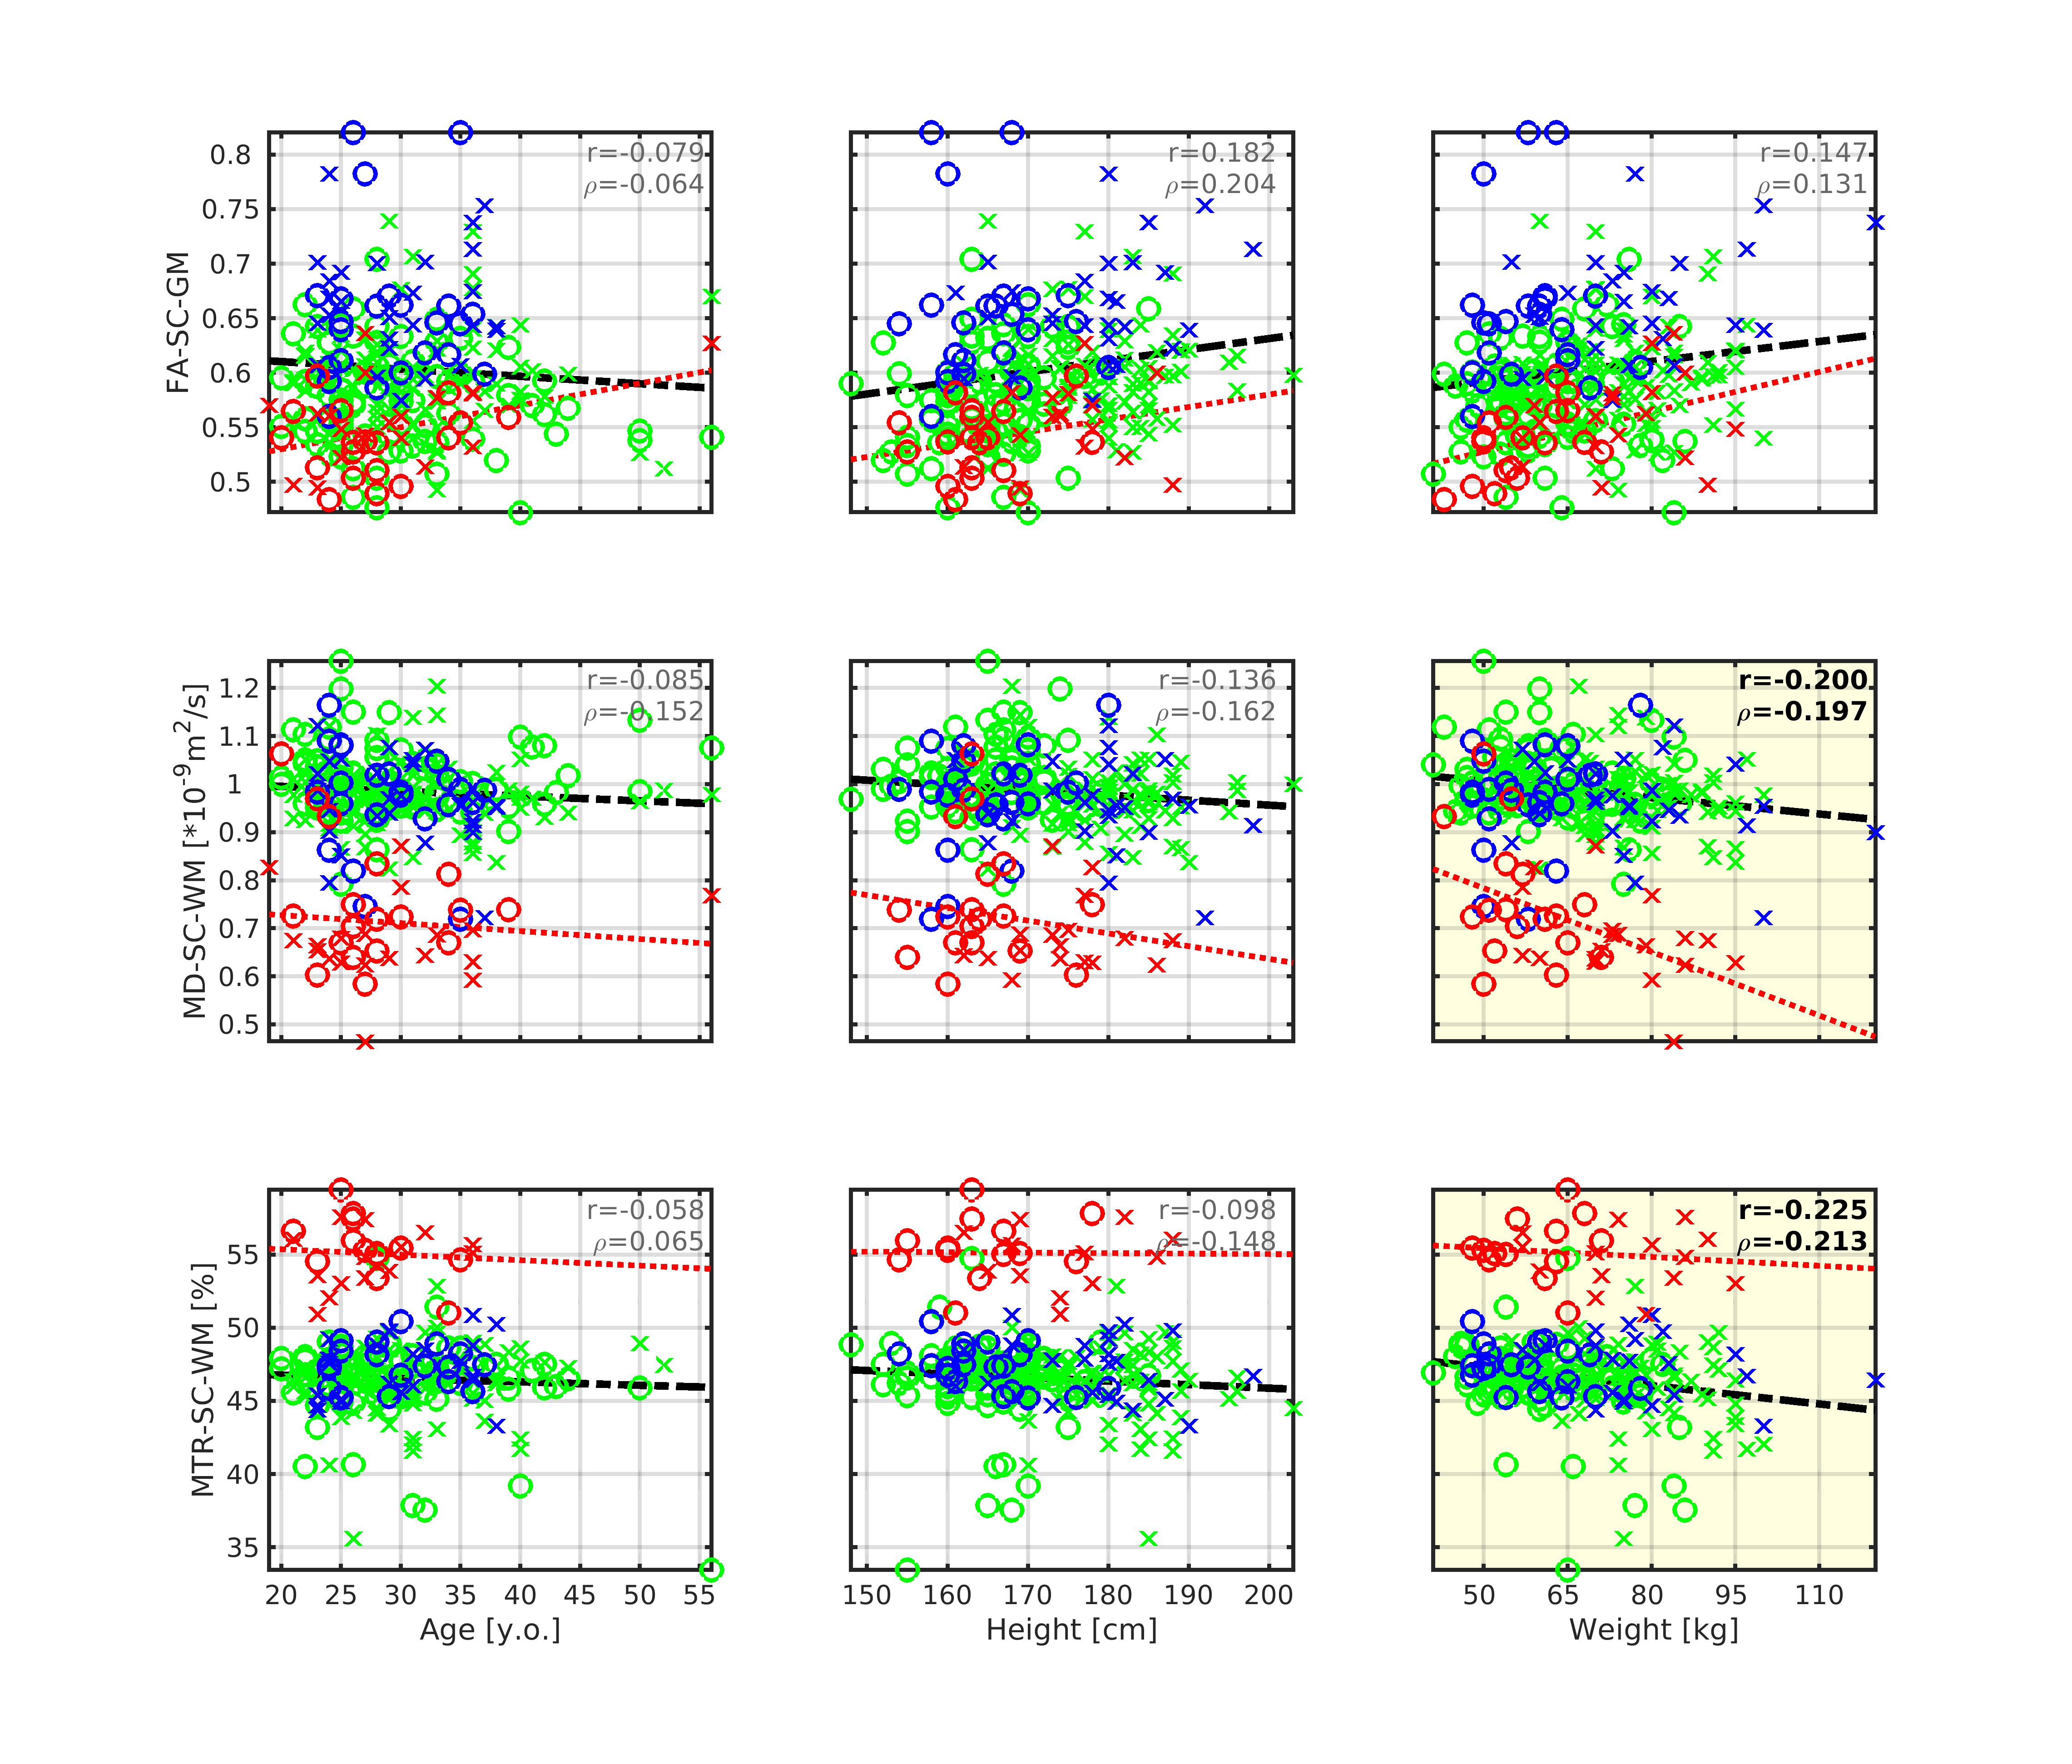 0.8
0.75
0.7
0.65
0.6
0.55
0.5
FA-SC-GM
r=-0.079
ρ=-0.064
r=0.182
ρ=0.204
r=0.147
ρ=0.131
1.2
1.1
1
0.9
0.8
0.7
0.6
0.5
MD-SC-WM [*10⁻⁹m²/s]
r=-0.085
ρ=-0.152
r=-0.136
ρ=-0.162
r=-0.200
ρ=-0.197
55
50
45
40
35
MTR-SC-WM [%]
r=-0.058
ρ=0.065
r=-0.098
ρ=-0.148
r=-0.225
ρ=-0.213
20 25 30 35 40 45 50 55
Age [y.o.]
150 160 170 180 190 200
Height [cm]
50 65 80 95 110
Weight [kg]